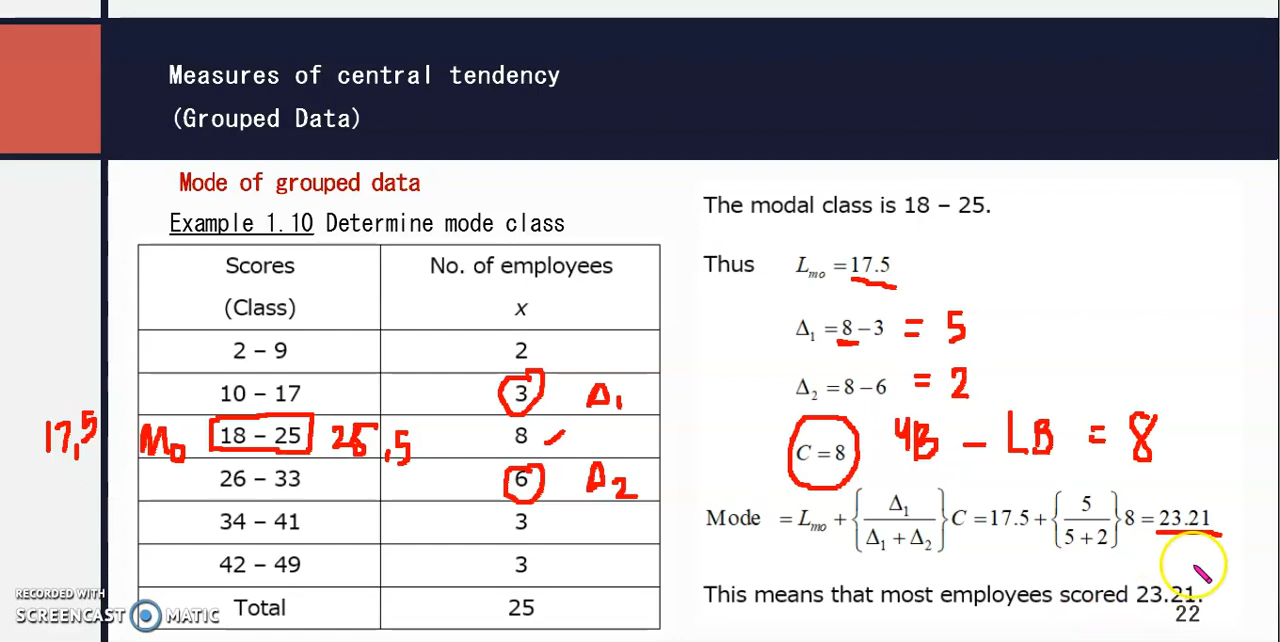 Measures of central tendency
(Grouped Data)
Mode of grouped data
Example 1.10 Determine mode class
Scores
(Class)
No. of employees
x
2 – 9 2
10 – 17 3 Δ₁
17,5 Mo 18 – 25 25,5 8
26 – 33 6 Δ₂
34 – 41 3
42 – 49 3
Total 25
The modal class is 18 – 25.
Thus L_mo = 17.5
Δ₁ = 8 – 3 = 5
Δ₂ = 8 – 6 = 2
C = 8 UB – LB = 8
Mode = L_mo + { Δ₁ / (Δ₁ + Δ₂) } C = 17.5 + { 5 / (5 + 2) } 8 = 23.21
This means that most employees scored 23.21.
22
RECORDED WITH
SCREENCAST MATIC